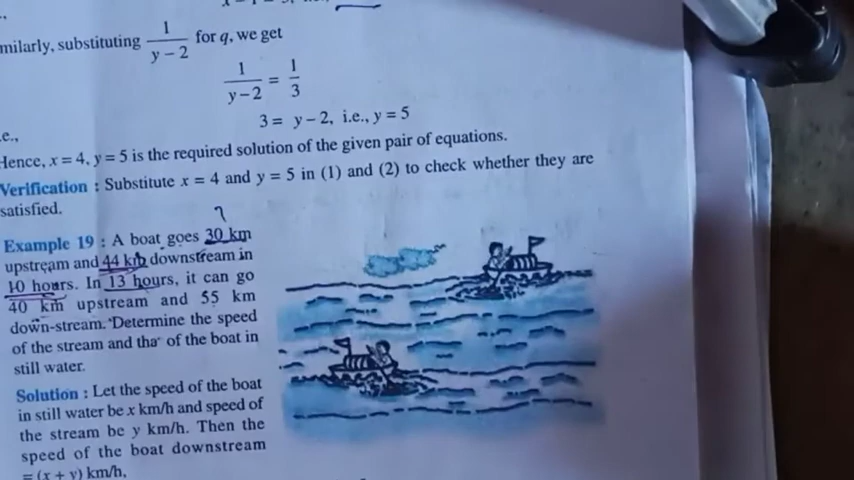 milarly, substituting 1/(y – 2) for q, we get
1/(y – 2) = 1/3
3 = y – 2, i.e., y = 5
.e.,
Hence, x = 4, y = 5 is the required solution of the given pair of equations.
Verification : Substitute x = 4 and y = 5 in (1) and (2) to check whether they are
satisfied.
Example 19 : A boat goes 30 km
upstream and 44 km downstream in
10 hours. In 13 hours, it can go
40 km upstream and 55 km
down-stream. Determine the speed
of the stream and tha of the boat in
still water.
Solution : Let the speed of the boat
in still water be x km/h and speed of
the stream be y km/h. Then the
speed of the boat downstream
= (x + y) km/h,